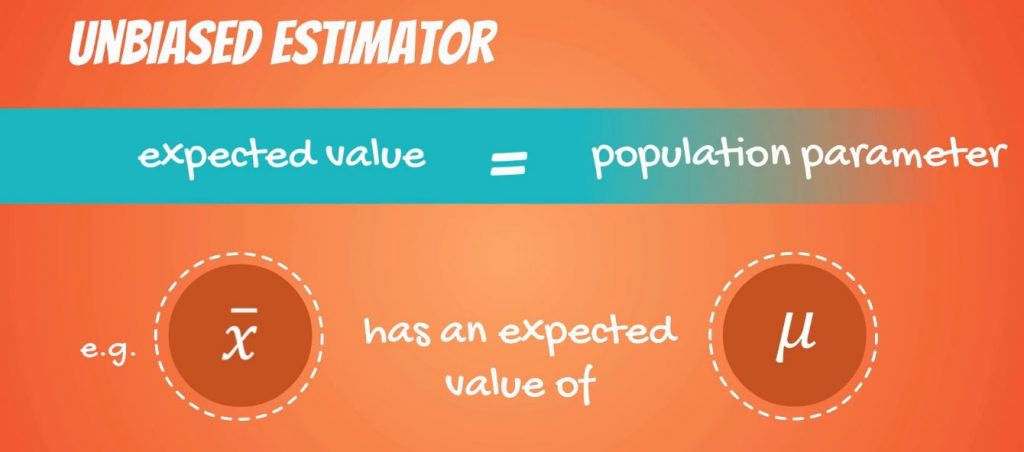 UNBIASED ESTIMATOR
expected value = population parameter
e.g. x̄ has an expected value of μ